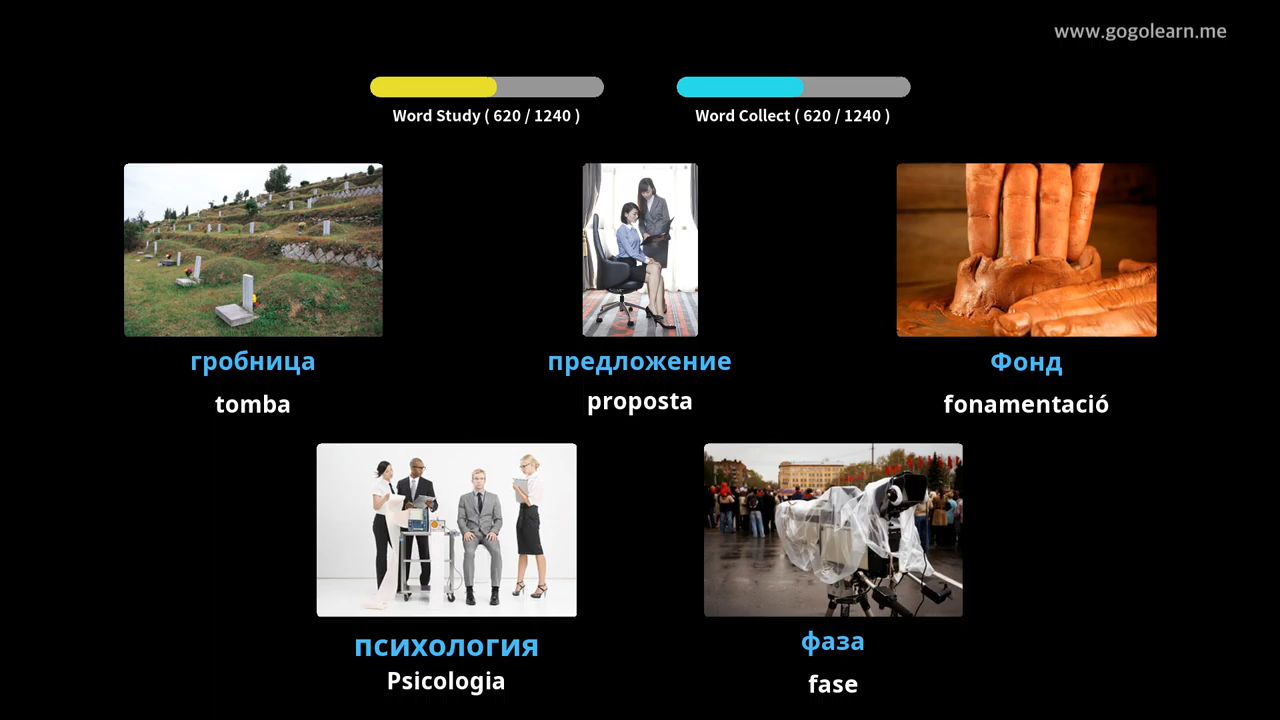 www.gogolearn.me
Word Study ( 620 / 1240 )
Word Collect ( 620 / 1240 )
гробница
tomba
предложение
proposta
Фонд
fonamentació
психология
Psicologia
фаза
fase